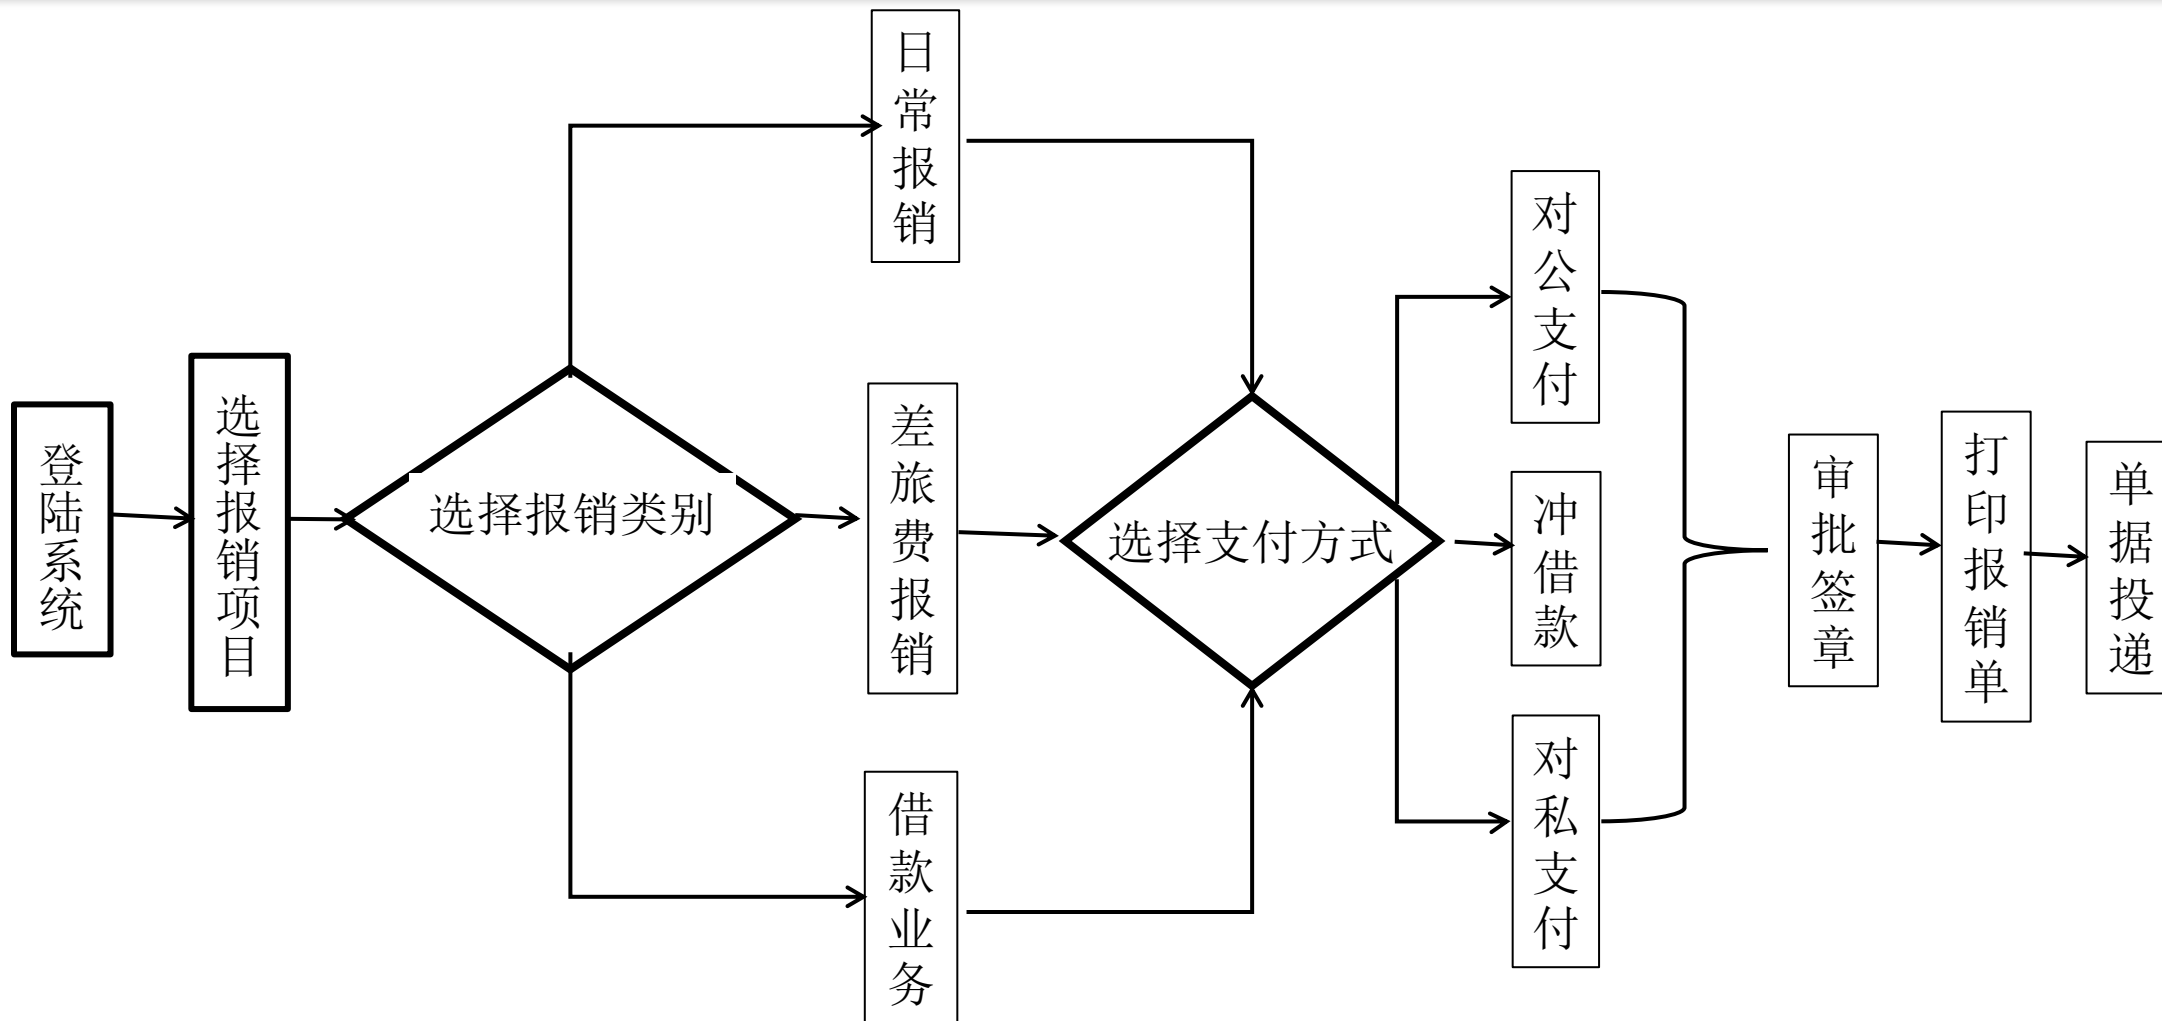 登陆系统
选择报销项目
选择报销类别
日常报销
差旅费报销
借款业务
选择支付方式
对公支付
冲借款
对私支付
审批签章
打印报销单
单据投递